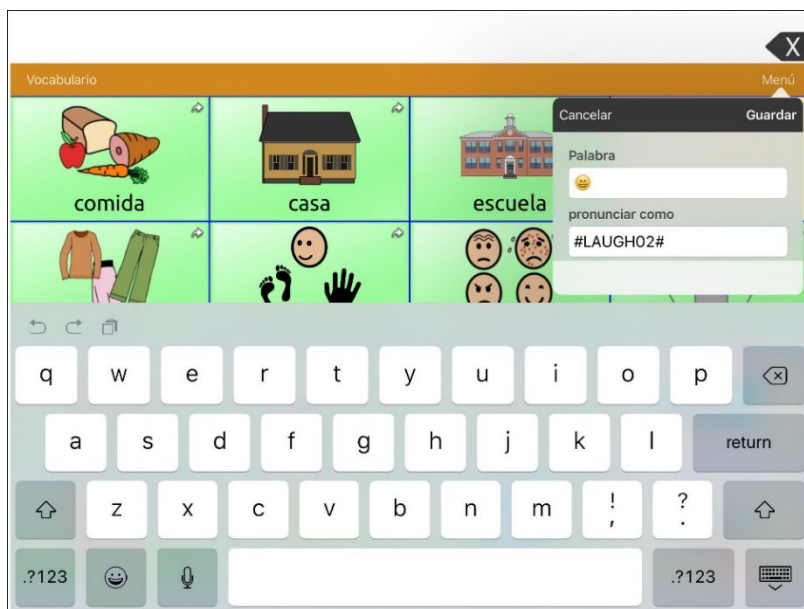 X
Vocabulario
Menú
comida
casa
escuela
Cancelar
Guardar
Palabra
😄
pronunciar como
#LAUGH02#
q w e r t y u i o p
a s d f g h j k l return
z x c v b n m ! , ? .
.?123 .?123